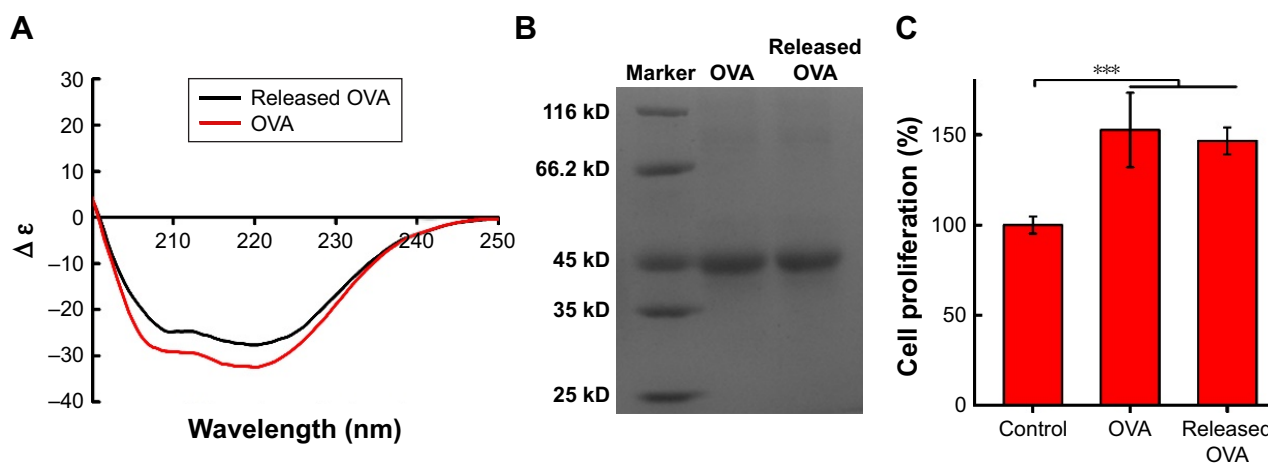 A
30
20
10
0
–10
–20
–30
–40
Δ ε
Released OVA
OVA
210 220 230 240 250
Wavelength (nm)
B
Marker OVA Released
OVA
116 kD
66.2 kD
45 kD
35 kD
25 kD
C
***
150
100
50
0
Cell proliferation (%)
Control OVA Released
OVA